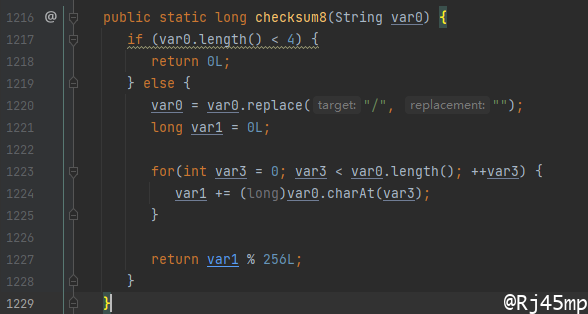 1216 @ public static long checksum8(String var0) {
1217 if (var0.length() < 4) {
1218 return 0L;
1219 } else {
1220 var0 = var0.replace( target: "/", replacement: "");
1221 long var1 = 0L;
1222
1223 for(int var3 = 0; var3 < var0.length(); ++var3) {
1224 var1 += (long)var0.charAt(var3);
1225 }
1226
1227 return var1 % 256L;
1228 }
1229 }
@Rj45mp